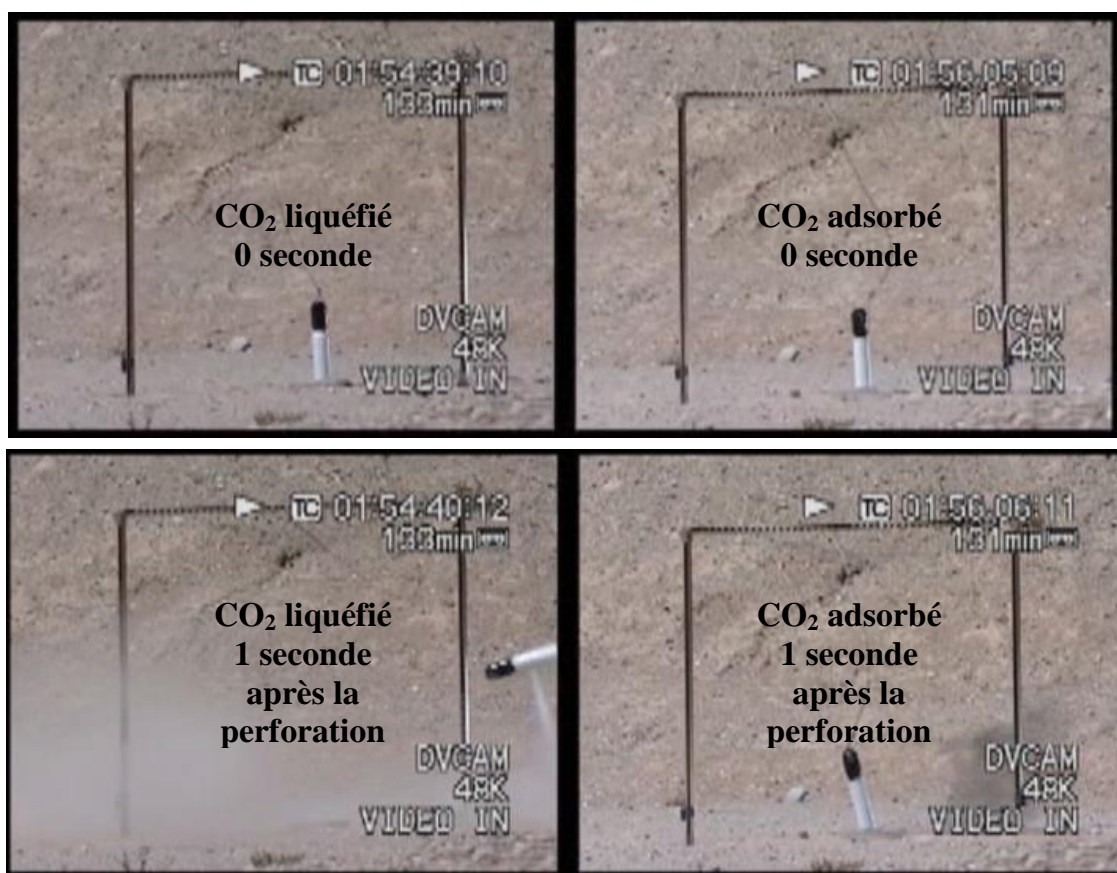 TC 01:54:39:10
133min
CO₂ liquéfié
0 seconde
DVCAM
48K
VIDEO IN
TC 01:56:05:09
131min
CO₂ adsorbé
0 seconde
DVCAM
48K
VIDEO IN
TC 01:54:40:12
133min
CO₂ liquéfié
1 seconde
après la
perforation
DVCAM
48K
VIDEO IN
TC 01:56:06:11
131min
CO₂ adsorbé
1 seconde
après la
perforation
DVCAM
48K
VIDEO IN